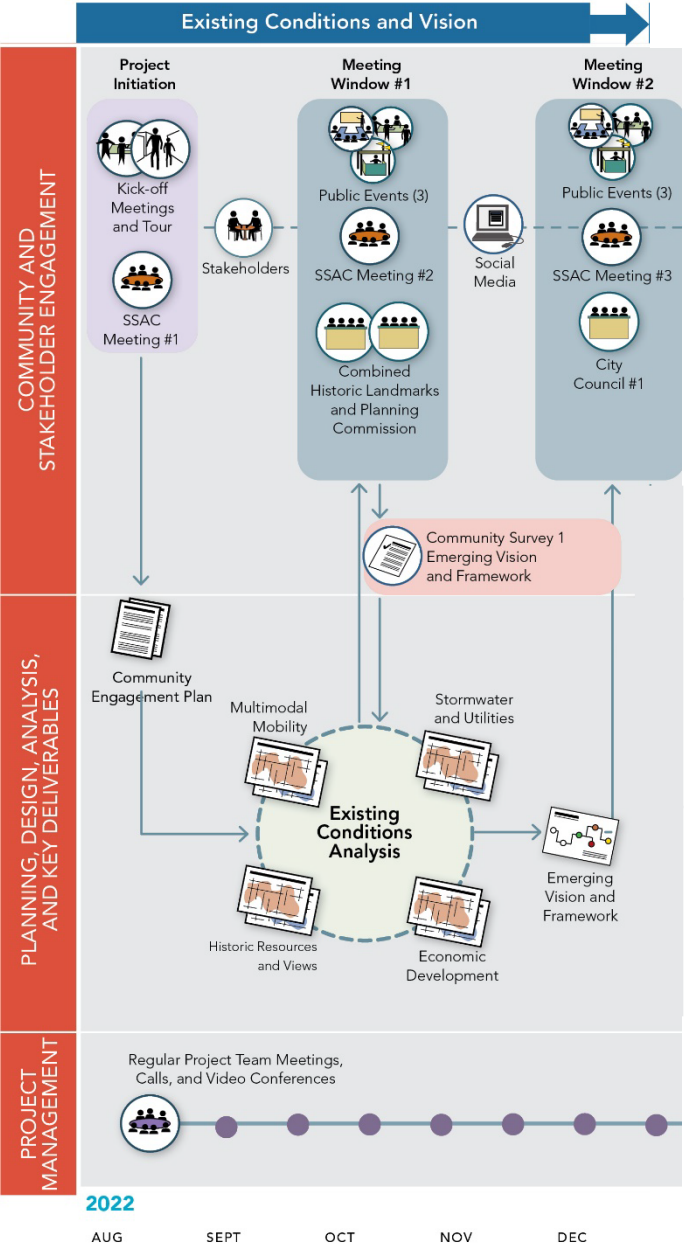 Existing Conditions and Vision
COMMUNITY AND
STAKEHOLDER ENGAGEMENT
Project
Initiation
Kick-off
Meetings
and Tour
SSAC
Meeting #1
Stakeholders
Meeting
Window #1
Public Events (3)
SSAC Meeting #2
Combined
Historic Landmarks
and Planning
Commission
Social
Media
Meeting
Window #2
Public Events (3)
SSAC Meeting #3
City
Council #1
Community Survey 1
Emerging Vision
and Framework
PLANNING, DESIGN, ANALYSIS,
AND KEY DELIVERABLES
Community
Engagement Plan
Multimodal
Mobility
Stormwater
and Utilities
Existing
Conditions
Analysis
Historic Resources
and Views
Economic
Development
Emerging
Vision and
Framework
PROJECT
MANAGEMENT
Regular Project Team Meetings,
Calls, and Video Conferences
2022
AUG SEPT OCT NOV DEC